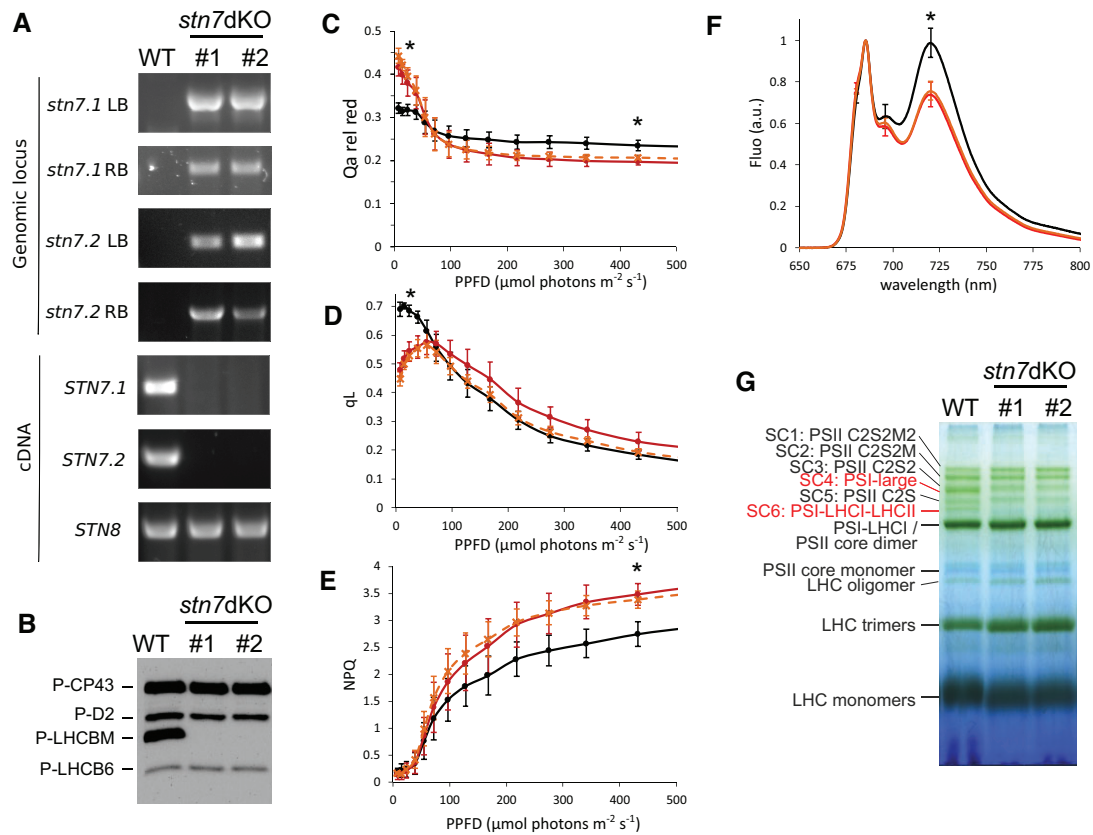 A
stn7dKO
WT #1 #2
Genomic locus
stn7.1 LB
stn7.1 RB
stn7.2 LB
stn7.2 RB
cDNA
STN7.1
STN7.2
STN8
B
stn7dKO
WT #1 #2
P-CP43
P-D2
P-LHCBM
P-LHCB6
C
*
*
Qa rel red
0.5
0.4
0.3
0.2
0.1
0
0 100 200 300 400 500
PPFD (µmol photons m-2 s-1)
D
*
qL
0.7
0.6
0.5
0.4
0.3
0.2
0.1
0
0 100 200 300 400 500
PPFD (µmol photons m-2 s-1)
E
*
NPQ
4
3.5
3
2.5
2
1.5
1
0.5
0
0 100 200 300 400 500
PPFD (µmol photons m-2 s-1)
F
*
Fluo (a.u.)
1
0.8
0.6
0.4
0.2
0
650 675 700 725 750 775 800
wavelength (nm)
G
stn7dKO
WT #1 #2
SC1: PSII C2S2M2
SC2: PSII C2S2M
SC3: PSII C2S2
SC4: PSI-large
SC5: PSII C2S
SC6: PSI-LHCI-LHCII
PSI-LHCI /
PSII core dimer
PSII core monomer
LHC oligomer
LHC trimers
LHC monomers